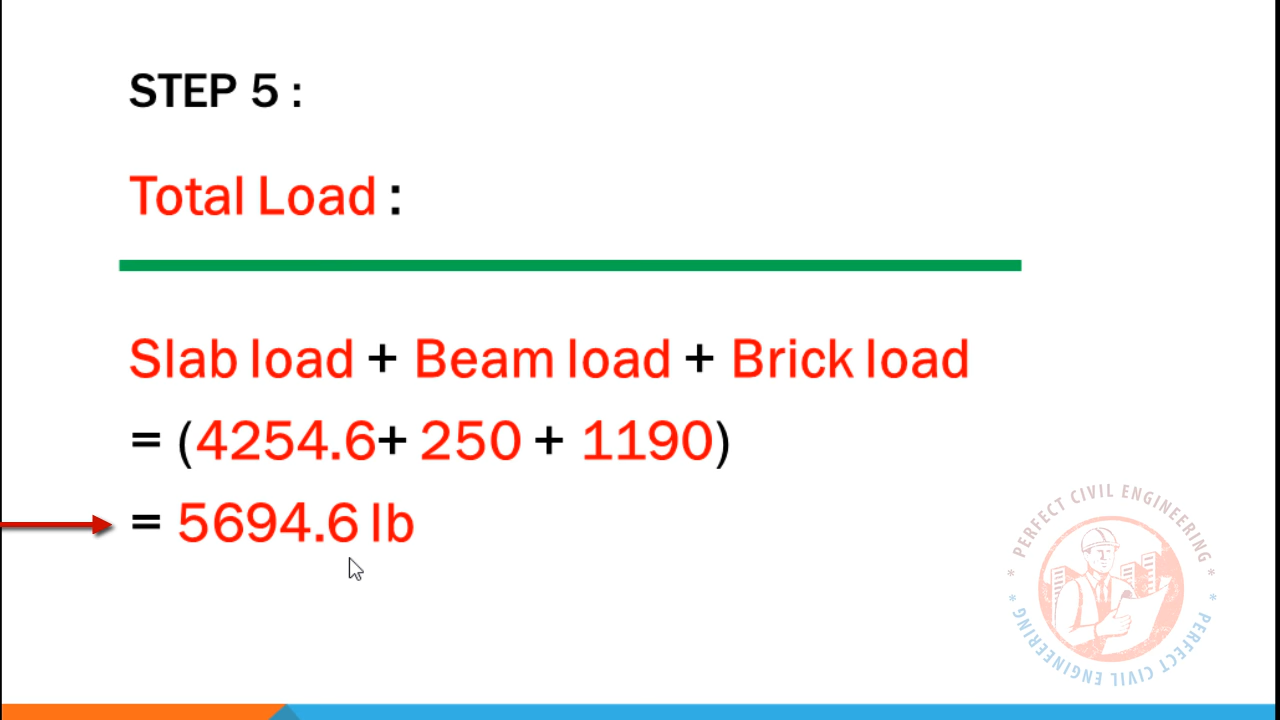 STEP 5 :
Total Load :
Slab load + Beam load + Brick load
= (4254.6+ 250 + 1190)
= 5694.6 lb
* PERFECT CIVIL ENGINEERING *
* PERFECT CIVIL ENGINEERING *